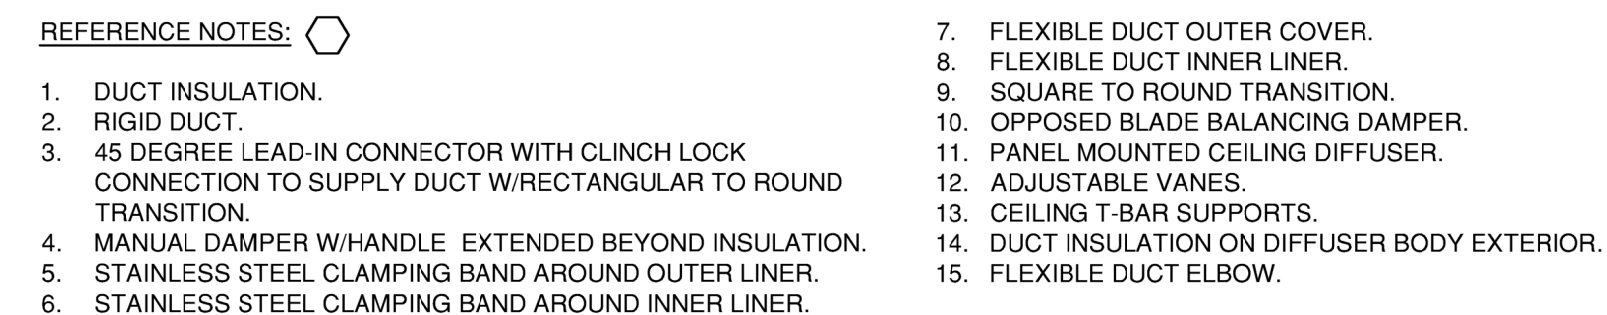 REFERENCE NOTES:
1. DUCT INSULATION.
2. RIGID DUCT.
3. 45 DEGREE LEAD-IN CONNECTOR WITH CLINCH LOCK
CONNECTION TO SUPPLY DUCT W/RECTANGULAR TO ROUND
TRANSITION.
4. MANUAL DAMPER W/HANDLE EXTENDED BEYOND INSULATION.
5. STAINLESS STEEL CLAMPING BAND AROUND OUTER LINER.
6. STAINLESS STEEL CLAMPING BAND AROUND INNER LINER.
7. FLEXIBLE DUCT OUTER COVER.
8. FLEXIBLE DUCT INNER LINER.
9. SQUARE TO ROUND TRANSITION.
10. OPPOSED BLADE BALANCING DAMPER.
11. PANEL MOUNTED CEILING DIFFUSER.
12. ADJUSTABLE VANES.
13. CEILING T-BAR SUPPORTS.
14. DUCT INSULATION ON DIFFUSER BODY EXTERIOR.
15. FLEXIBLE DUCT ELBOW.